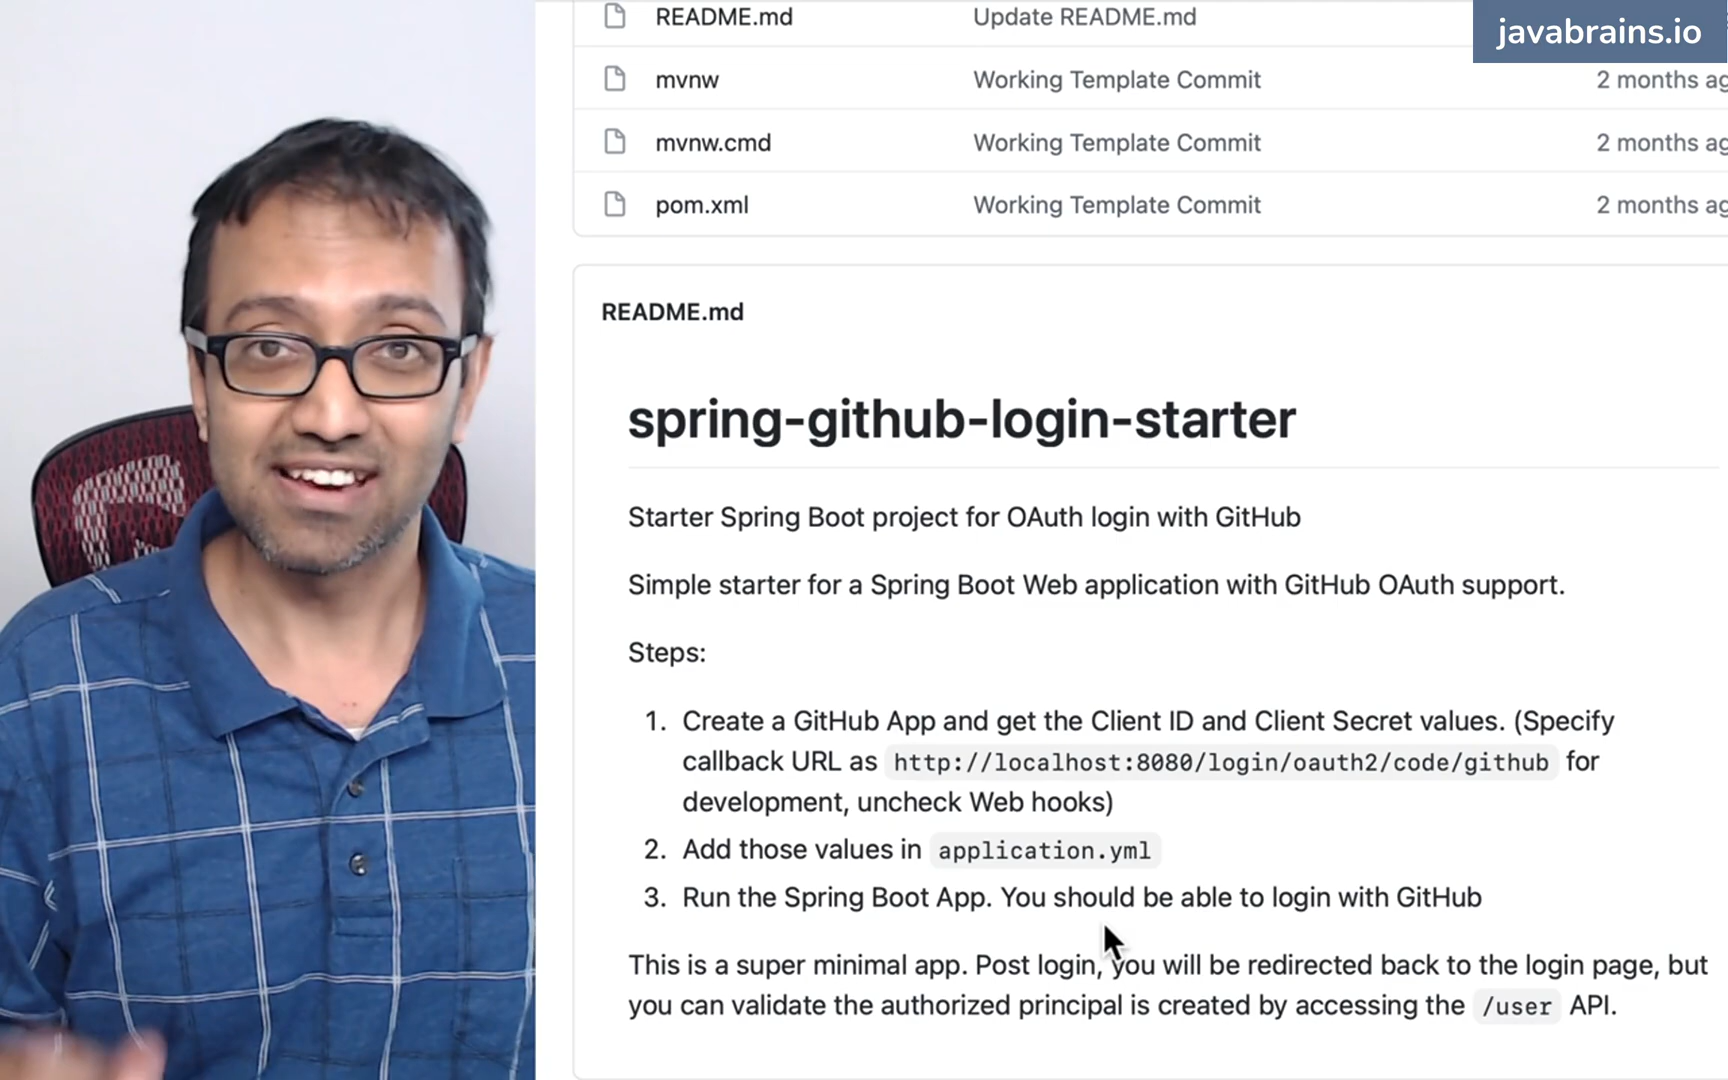 javabrains.io
README.md Update README.md
mvnw Working Template Commit 2 months ag
mvnw.cmd Working Template Commit 2 months ag
pom.xml Working Template Commit 2 months ag
README.md
spring-github-login-starter
Starter Spring Boot project for OAuth login with GitHub
Simple starter for a Spring Boot Web application with GitHub OAuth support.
Steps:
1. Create a GitHub App and get the Client ID and Client Secret values. (Specify
callback URL as http://localhost:8080/login/oauth2/code/github for
development, uncheck Web hooks)
2. Add those values in application.yml
3. Run the Spring Boot App. You should be able to login with GitHub
This is a super minimal app. Post login, you will be redirected back to the login page, but
you can validate the authorized principal is created by accessing the /user API.